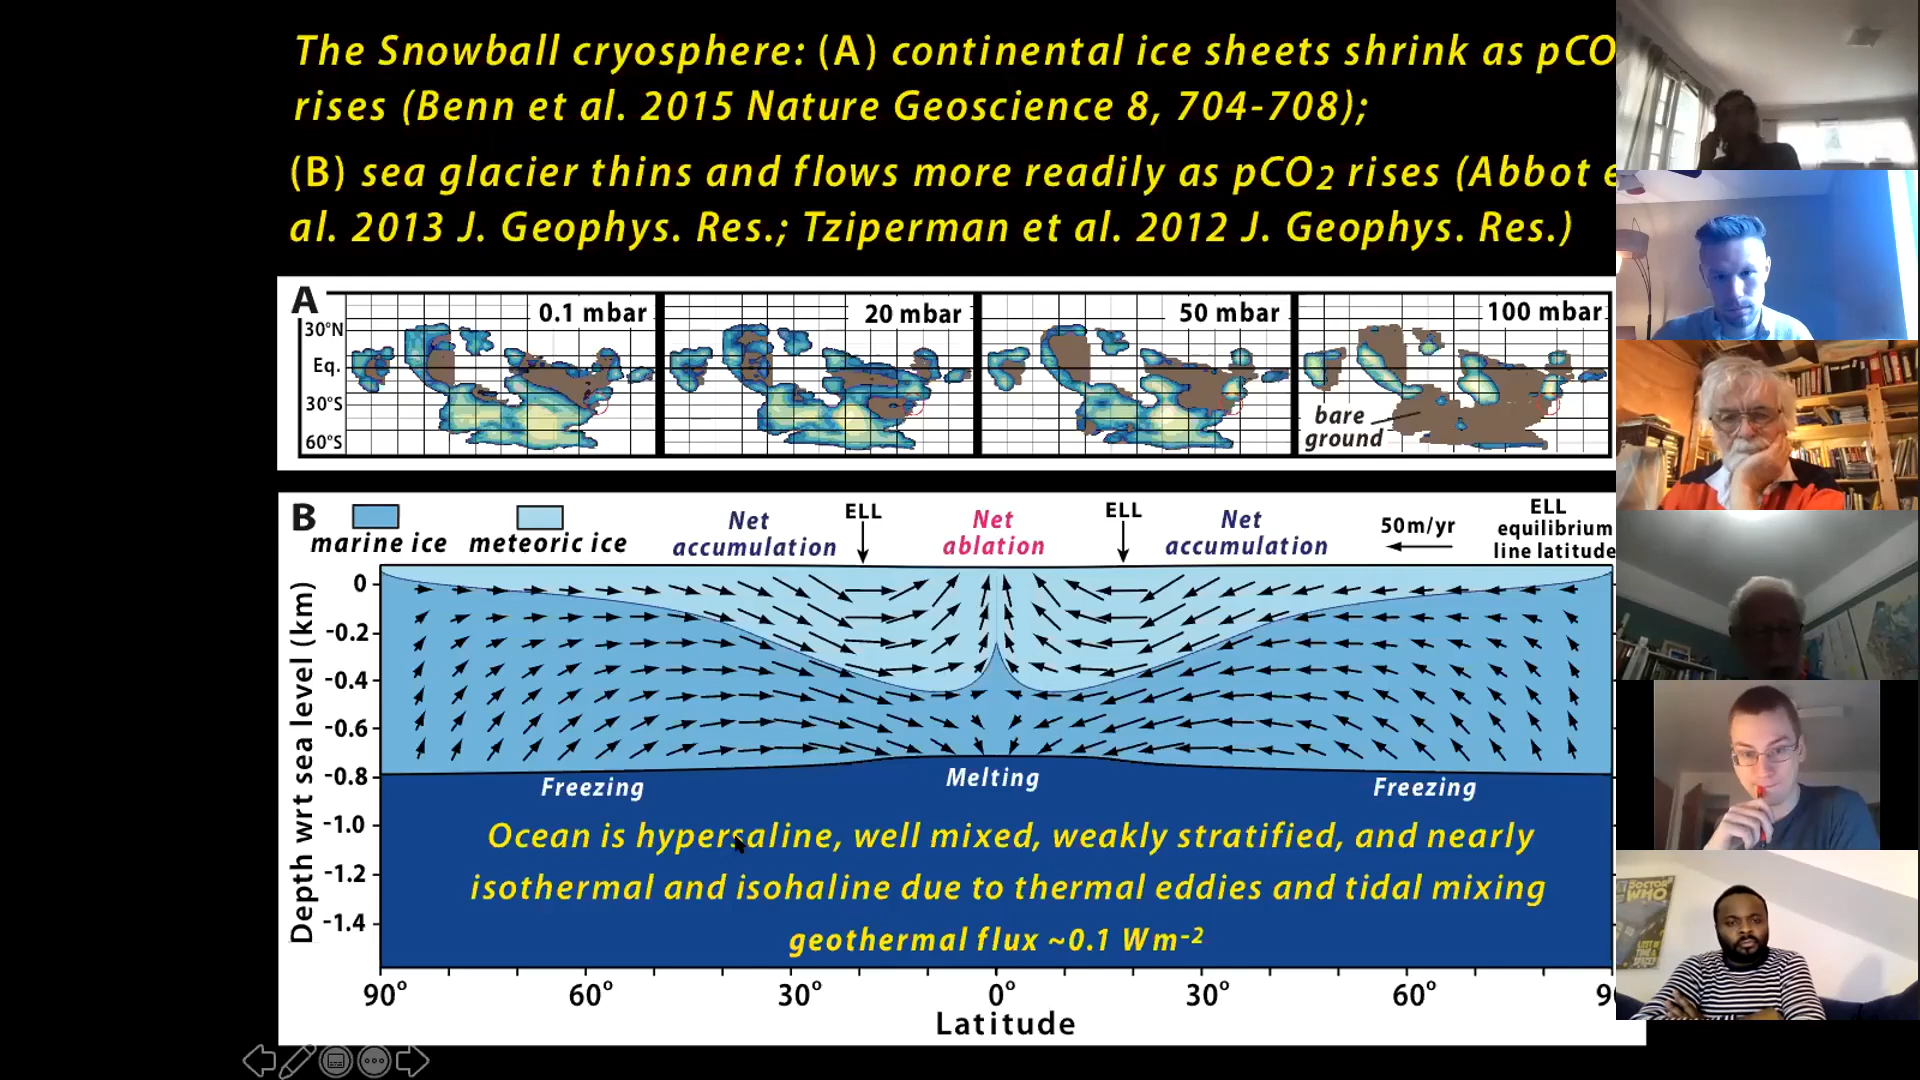 The Snowball cryosphere: (A) continental ice sheets shrink as pCO
rises (Benn et al. 2015 Nature Geoscience 8, 704-708);
(B) sea glacier thins and flows more readily as pCO2 rises (Abbot e
al. 2013 J. Geophys. Res.; Tziperman et al. 2012 J. Geophys. Res.)
A
0.1 mbar
20 mbar
50 mbar
100 mbar
30°N
Eq.
30°S
60°S
bare
ground
B
marine ice
meteoric ice
Net
accumulation
ELL
Net
ablation
ELL
Net
accumulation
50m/yr
ELL
equilibrium
line latitude
Depth wrt sea level (km)
0
-0.2
-0.4
-0.6
-0.8
-1.0
-1.2
-1.4
Freezing
Melting
Freezing
Ocean is hypersaline, well mixed, weakly stratified, and nearly
isothermal and isohaline due to thermal eddies and tidal mixing
geothermal flux ~0.1 Wm-2
90° 60° 30° 0° 30° 60° 9
Latitude
DOCTOR
WHO